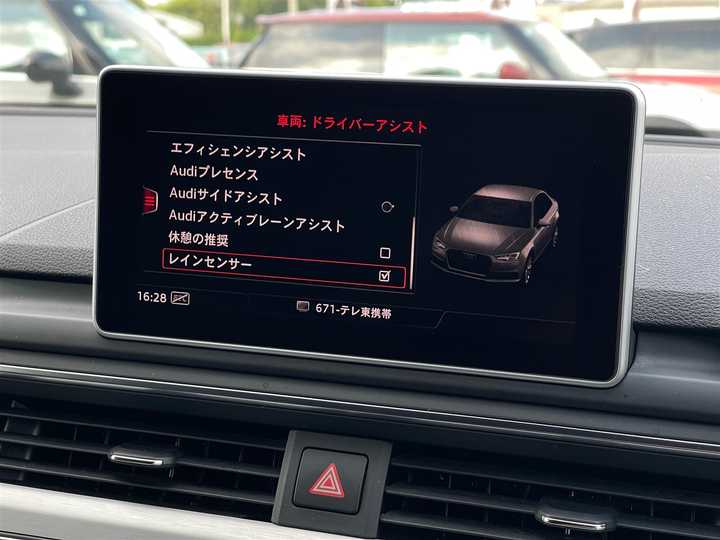 車両: ドライバーアシスト
エフィシェンシアシスト
Audiプレセンス
Audiサイドアシスト
Audiアクティブレーンアシスト
休憩の推奨
レインセンサー
16:28
671-テレ東携帯